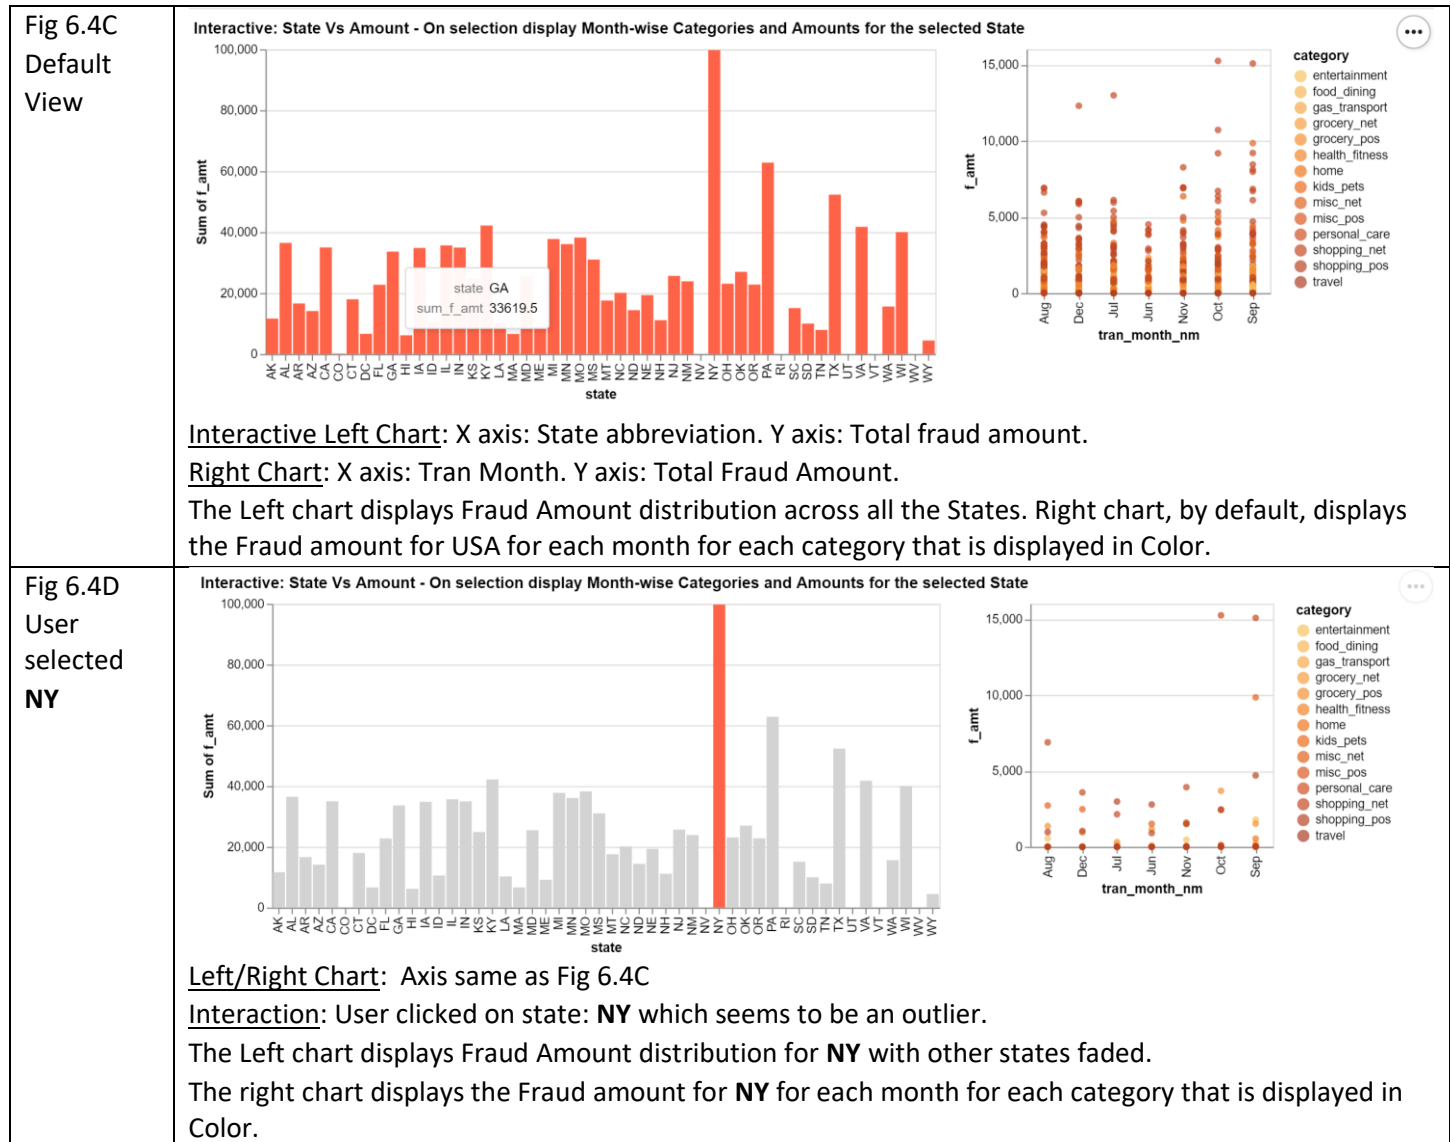 Fig 6.4C
Default
View
Interactive: State Vs Amount - On selection display Month-wise Categories and Amounts for the selected State
100,000
80,000
60,000
40,000
20,000
0
Sum of f_amt
state GA
sum_f_amt 33619.5
AK AL AR AZ CA CO CT DC FL GA HI IA ID IL IN KS KY LA MA MD ME MI MN MO MS MT NC ND NE NH NJ NM NV NY OH OK OR PA RI SC SD TN TX UT VA VT WA WI WV WY
state
15,000
10,000
5,000
0
f_amt
Aug Dec Jul Jun Nov Oct Sep
tran_month_nm
category
entertainment
food_dining
gas_transport
grocery_net
grocery_pos
health_fitness
home
kids_pets
misc_net
misc_pos
personal_care
shopping_net
shopping_pos
travel
Interactive Left Chart: X axis: State abbreviation. Y axis: Total fraud amount.
Right Chart: X axis: Tran Month. Y axis: Total Fraud Amount.
The Left chart displays Fraud Amount distribution across all the States. Right chart, by default, displays
the Fraud amount for USA for each month for each category that is displayed in Color.
Fig 6.4D
User
selected
NY
Interactive: State Vs Amount - On selection display Month-wise Categories and Amounts for the selected State
100,000
80,000
60,000
40,000
20,000
0
Sum of f_amt
AK AL AR AZ CA CO CT DC FL GA HI IA ID IL IN KS KY LA MA MD ME MI MN MO MS MT NC ND NE NH NJ NM NV NY OH OK OR PA RI SC SD TN TX UT VA VT WA WI WV WY
state
15,000
10,000
5,000
0
f_amt
Aug Dec Jul Jun Nov Oct Sep
tran_month_nm
category
entertainment
food_dining
gas_transport
grocery_net
grocery_pos
health_fitness
home
kids_pets
misc_net
misc_pos
personal_care
shopping_net
shopping_pos
travel
Left/Right Chart: Axis same as Fig 6.4C
Interaction: User clicked on state: NY which seems to be an outlier.
The Left chart displays Fraud Amount distribution for NY with other states faded.
The right chart displays the Fraud amount for NY for each month for each category that is displayed in
Color.